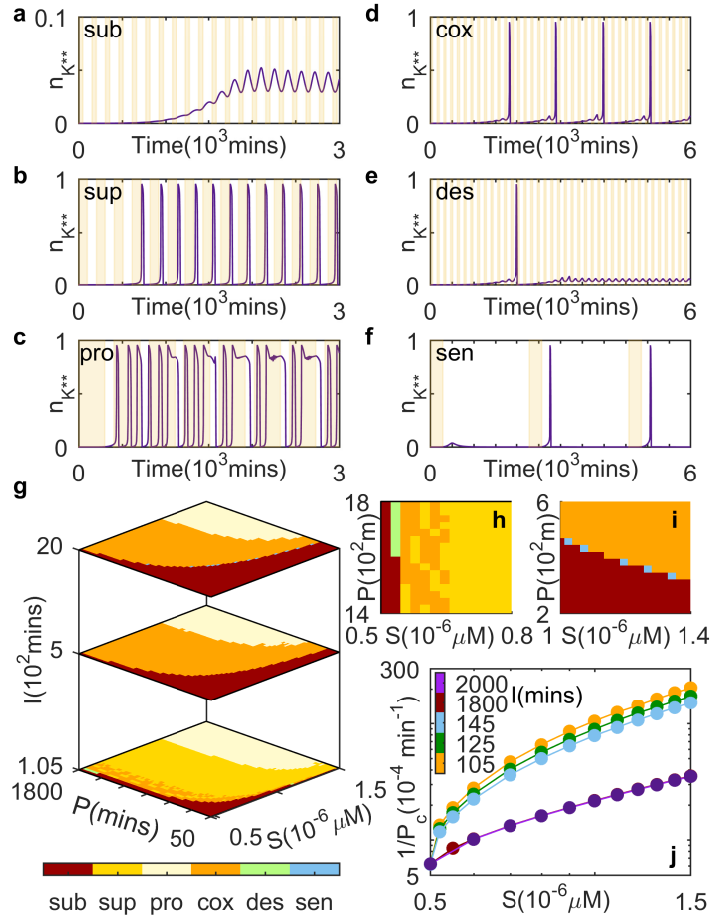 a
sub
0.1
n_K**
0
0
Time(10³mins)
3
b
sup
1
n_K**
0
0
Time(10³mins)
3
c
pro
1
n_K**
0
0
Time(10³mins)
3
d
cox
1
n_K**
0
0
Time(10³mins)
6
e
des
1
n_K**
0
0
Time(10³mins)
6
f
sen
1
n_K**
0
0
Time(10³mins)
6
g
20
5
1.05
I(10²mins)
1800
P(mins)
50
0.5
S(10⁻⁶ μM)
1.5
sub sup pro cox des sen
h
18
P(10²m)
14
0.5
S(10⁻⁶μM)
0.8
i
6
P(10²m)
2
1
S(10⁻⁶μM)
1.4
j
300
1/P_c(10⁻⁴ min⁻¹)
5
I(mins)
2000
1800
145
125
105
0.5
S(10⁻⁶μM)
1.5